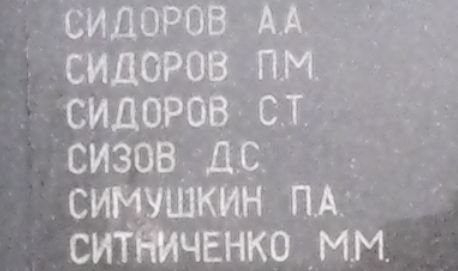 СИДОРОВ А.А
СИДОРОВ П.М.
СИДОРОВ С.Т.
СИЗОВ Д.С.
СИМУШКИН П.А.
СИТНИЧЕНКО М.М.